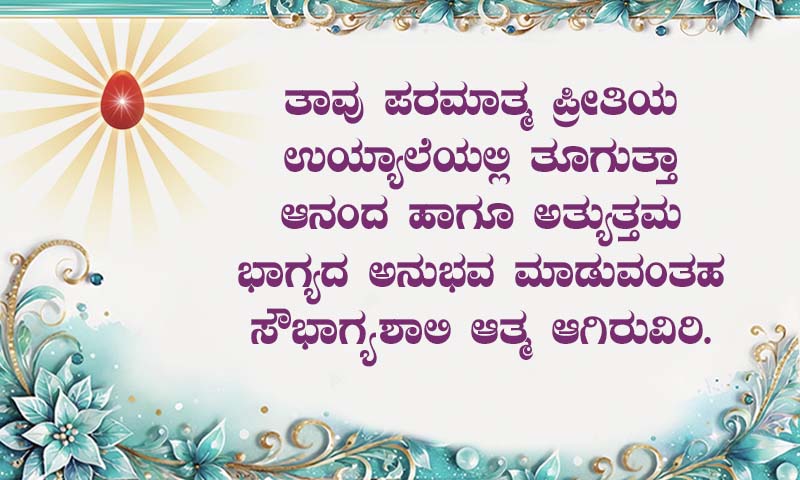 ತಾವು ಪರಮಾತ್ಮ ಪ್ರೀತಿಯ
ಉಯ್ಯಾಲೆಯಲ್ಲಿ ತೂಗುತ್ತಾ
ಆನಂದ ಹಾಗೂ ಅತ್ಯುತ್ತಮ
ಭಾಗ್ಯದ ಅನುಭವ ಮಾಡುವಂತಹ
ಸೌಭಾಗ್ಯಶಾಲಿ ಆತ್ಮ ಆಗಿರುವಿರಿ.